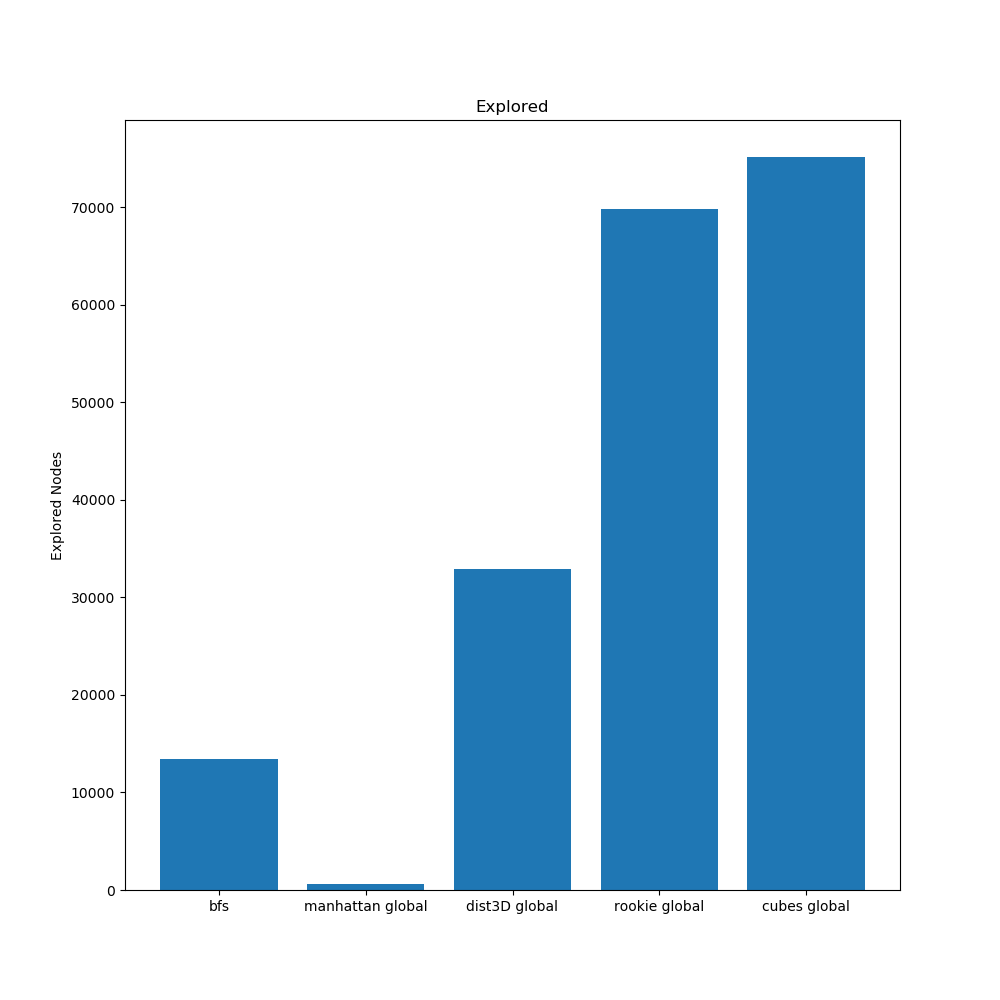 Explored
Explored Nodes
70000
60000
50000
40000
30000
20000
10000
0
bfs
manhattan global
dist3D global
rookie global
cubes global